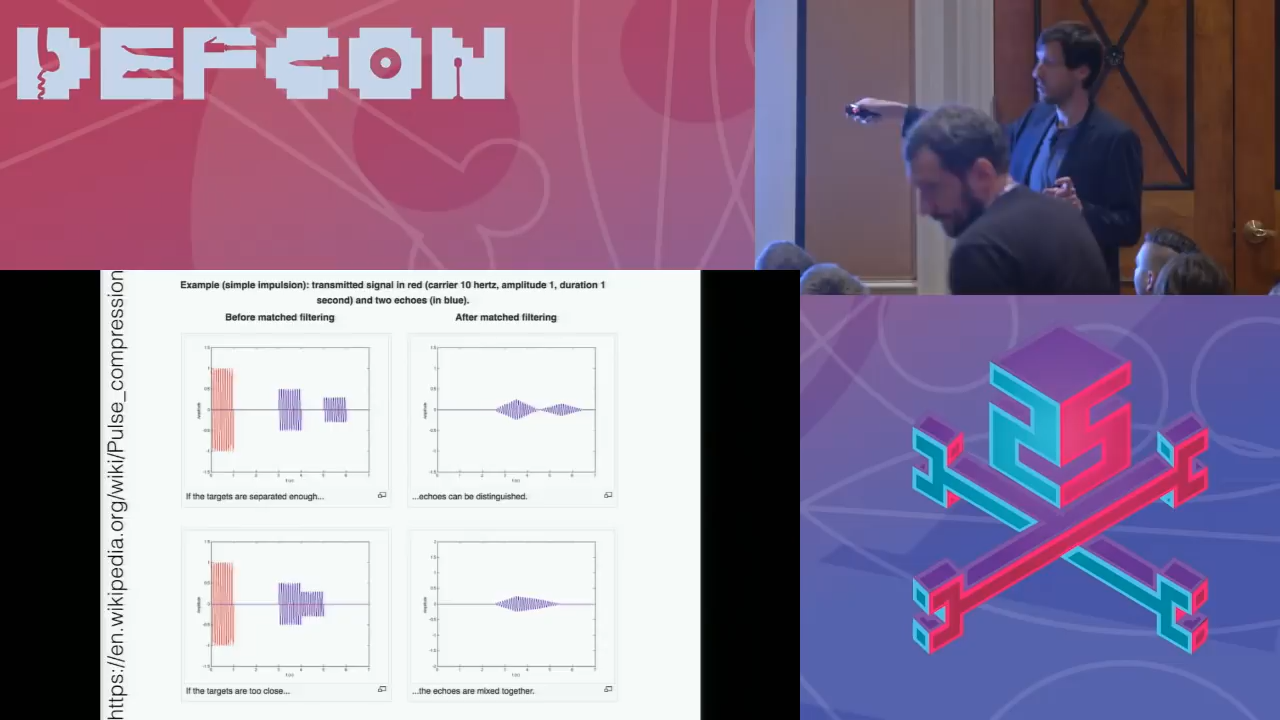 DEFCON
https://en.wikipedia.org/wiki/Pulse_compression
Example (simple impulsion): transmitted signal in red (carrier 10 hertz, amplitude 1, duration 1
second) and two echoes (in blue).
Before matched filtering
After matched filtering
If the targets are separated enough...
...echoes can be distinguished.
If the targets are too close...
...the echoes are mixed together.
25